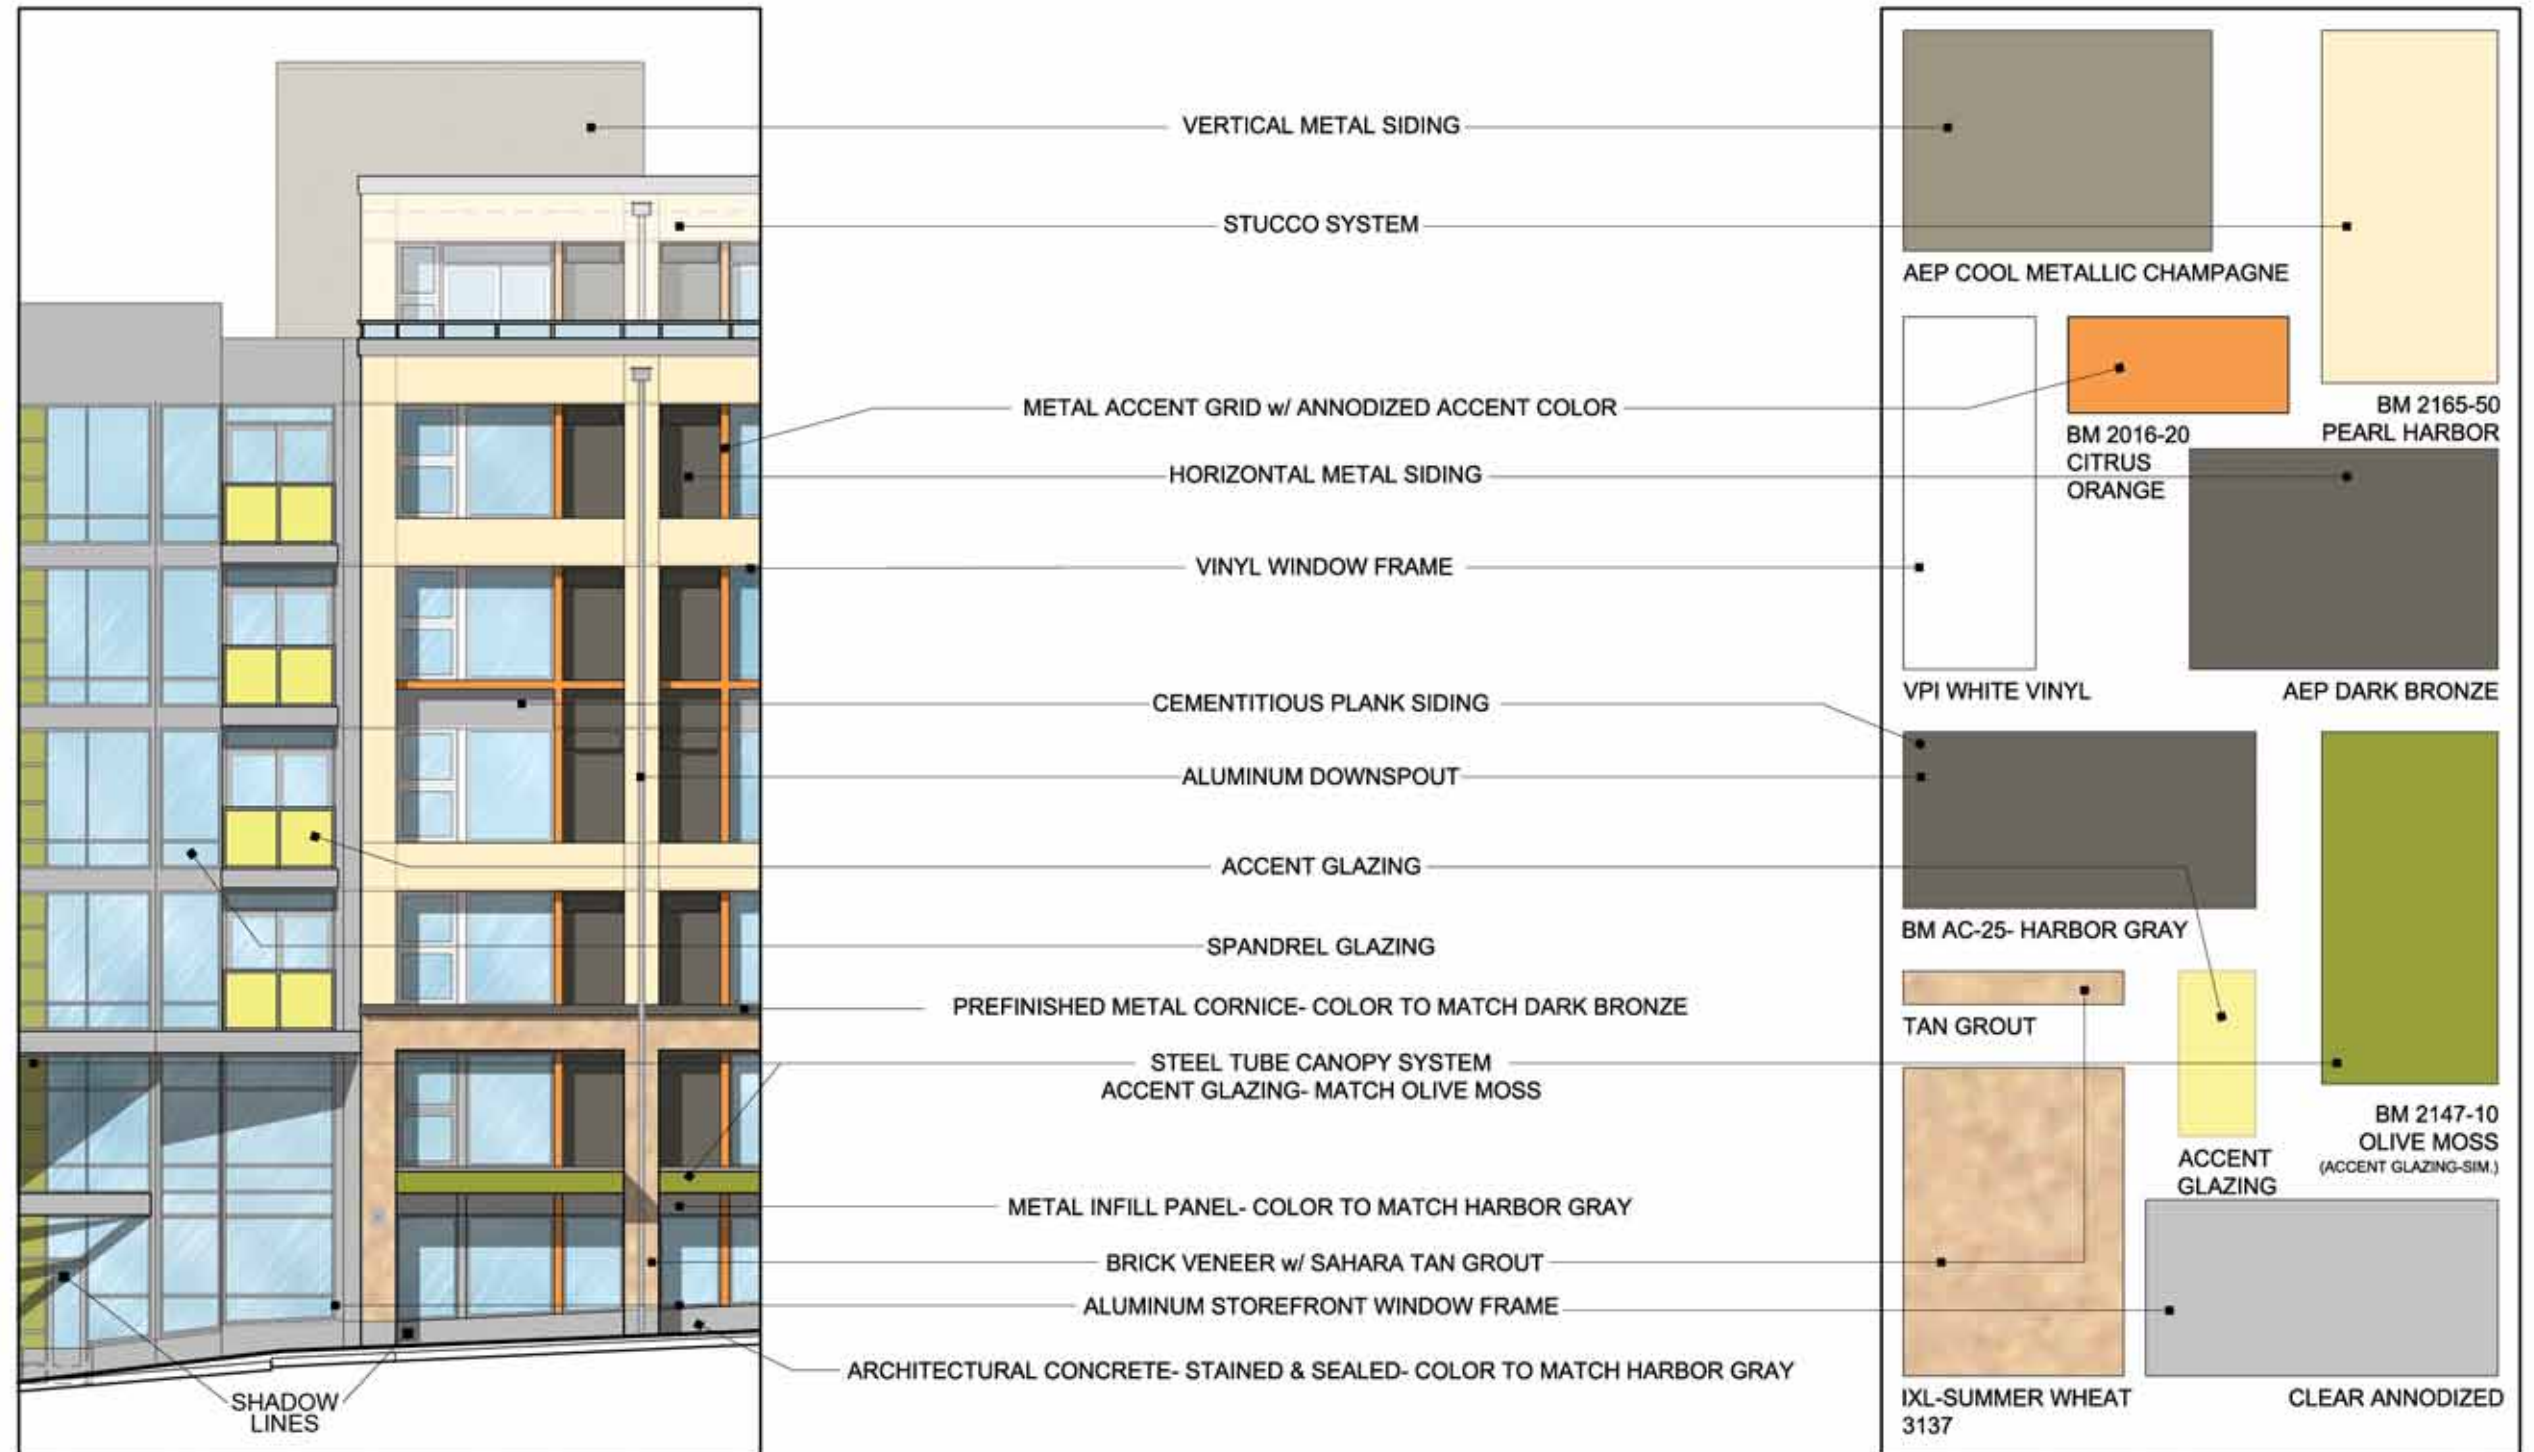 VERTICAL METAL SIDING
STUCCO SYSTEM
METAL ACCENT GRID w/ ANNODIZED ACCENT COLOR
HORIZONTAL METAL SIDING
VINYL WINDOW FRAME
CEMENTITIOUS PLANK SIDING
ALUMINUM DOWNSPOUT
ACCENT GLAZING
SPANDREL GLAZING
PREFINISHED METAL CORNICE- COLOR TO MATCH DARK BRONZE
STEEL TUBE CANOPY SYSTEM
ACCENT GLAZING- MATCH OLIVE MOSS
METAL INFILL PANEL- COLOR TO MATCH HARBOR GRAY
BRICK VENEER w/ SAHARA TAN GROUT
ALUMINUM STOREFRONT WINDOW FRAME
ARCHITECTURAL CONCRETE- STAINED & SEALED- COLOR TO MATCH HARBOR GRAY
SHADOW
LINES
AEP COOL METALLIC CHAMPAGNE
BM 2165-50
PEARL HARBOR
BM 2016-20
CITRUS
ORANGE
VPI WHITE VINYL
AEP DARK BRONZE
BM AC-25- HARBOR GRAY
TAN GROUT
BM 2147-10
OLIVE MOSS
(ACCENT GLAZING-SIM.)
ACCENT
GLAZING
IXL-SUMMER WHEAT
3137
CLEAR ANNODIZED